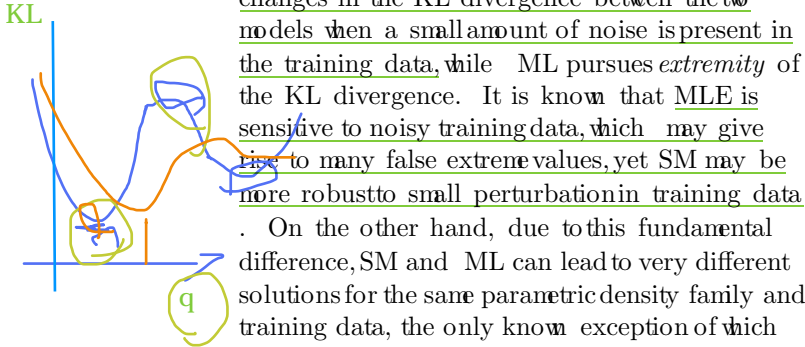 KL
changes in the KL divergence between the two
models when a small amount of noise is present in
the training data, while ML pursues extremity of
the KL divergence. It is known that MLE is
sensitive to noisy training data, which may give
rise to many false extreme values, yet SM may be
more robust to small perturbation in training data
. On the other hand, due to this fundamental
difference, SM and ML can lead to very different
q
solutions for the same parametric density family and
training data, the only known exception of which